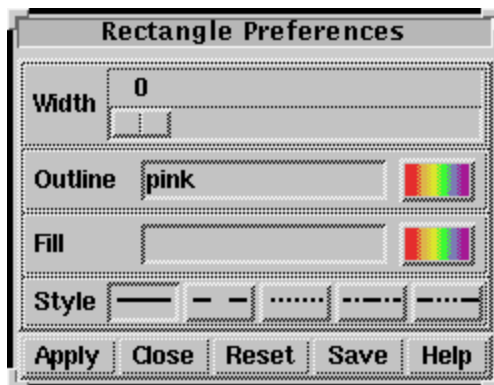 Rectangle Preferences
0
Width
Outline pink
Fill
Style
Apply Close Reset Save Help